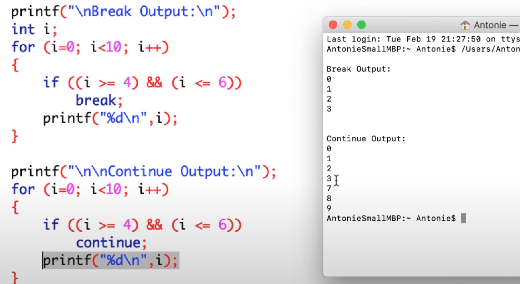 printf("\nBreak Output:\n");
int i;
for (i=0; i<10; i++)
{
    if ((i >= 4) && (i <= 6))
        break;
    printf("%d\n",i);
}
printf("\n\nContinue Output:\n");
for (i=0; i<10; i++)
{
    if ((i >= 4) && (i <= 6))
        continue;
    printf("%d\n",i);
}
Antonie —
Last login: Tue Feb 19 21:27:50 on ttys
AntonieSmallMBP:~ Antonie$ /Users/Anton
Break Output:
0
1
2
3
Continue Output:
0
1
2
3
7
8
9
AntonieSmallMBP:~ Antonie$